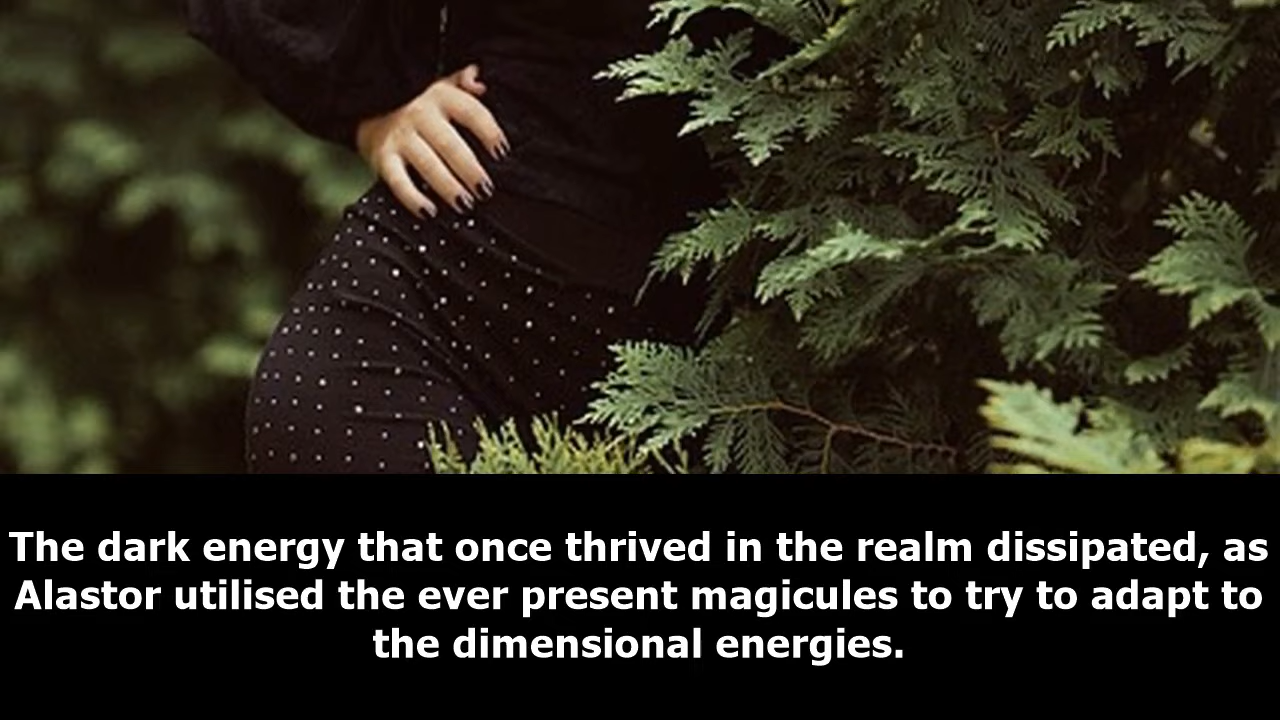 The dark energy that once thrived in the realm dissipated, as
Alastor utilised the ever present magicules to try to adapt to
the dimensional energies.